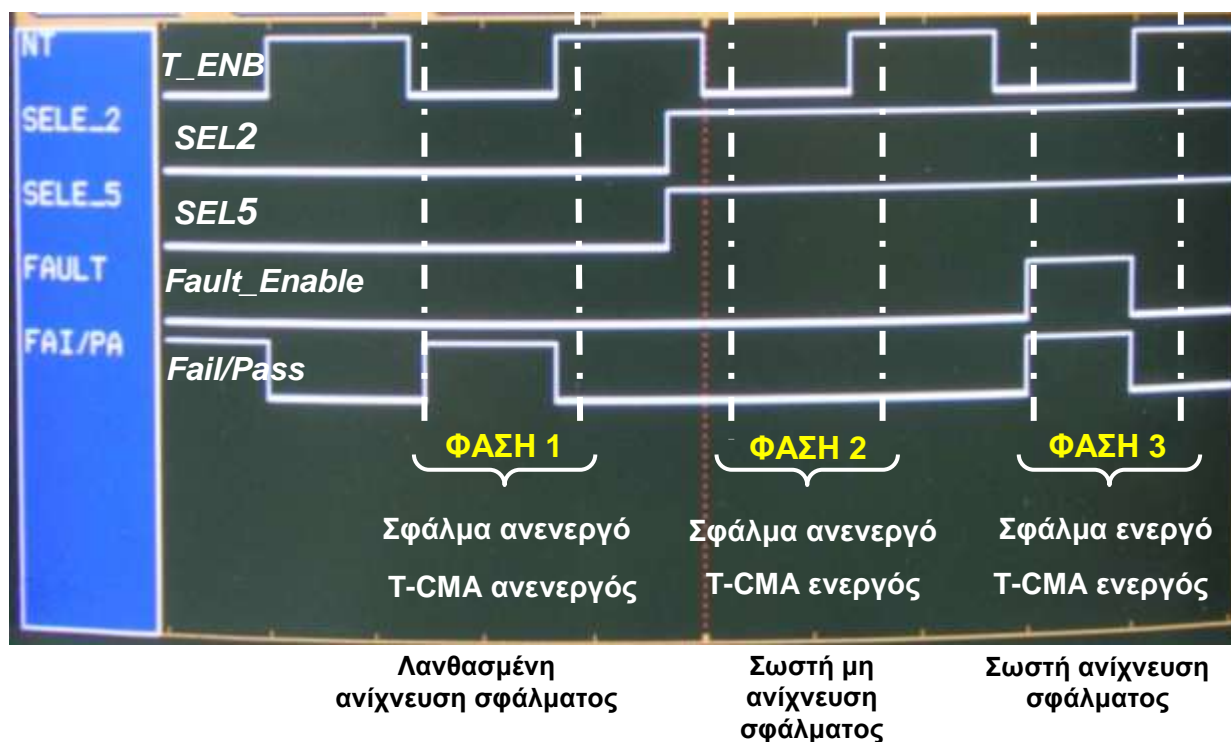 NT
T_ENB
SELE_2
SEL2
SELE_5
SEL5
FAULT
Fault_Enable
FAI/PA
Fail/Pass
ΦΑΣΗ 1
ΦΑΣΗ 2
ΦΑΣΗ 3
Σφάλμα ανενεργό
Τ-CMA ανενεργός
Σφάλμα ανενεργό
Τ-CMA ενεργός
Σφάλμα ενεργό
Τ-CMA ενεργός
Λανθασμένη
ανίχνευση σφάλματος
Σωστή μη
ανίχνευση
σφάλματος
Σωστή ανίχνευση
σφάλματος